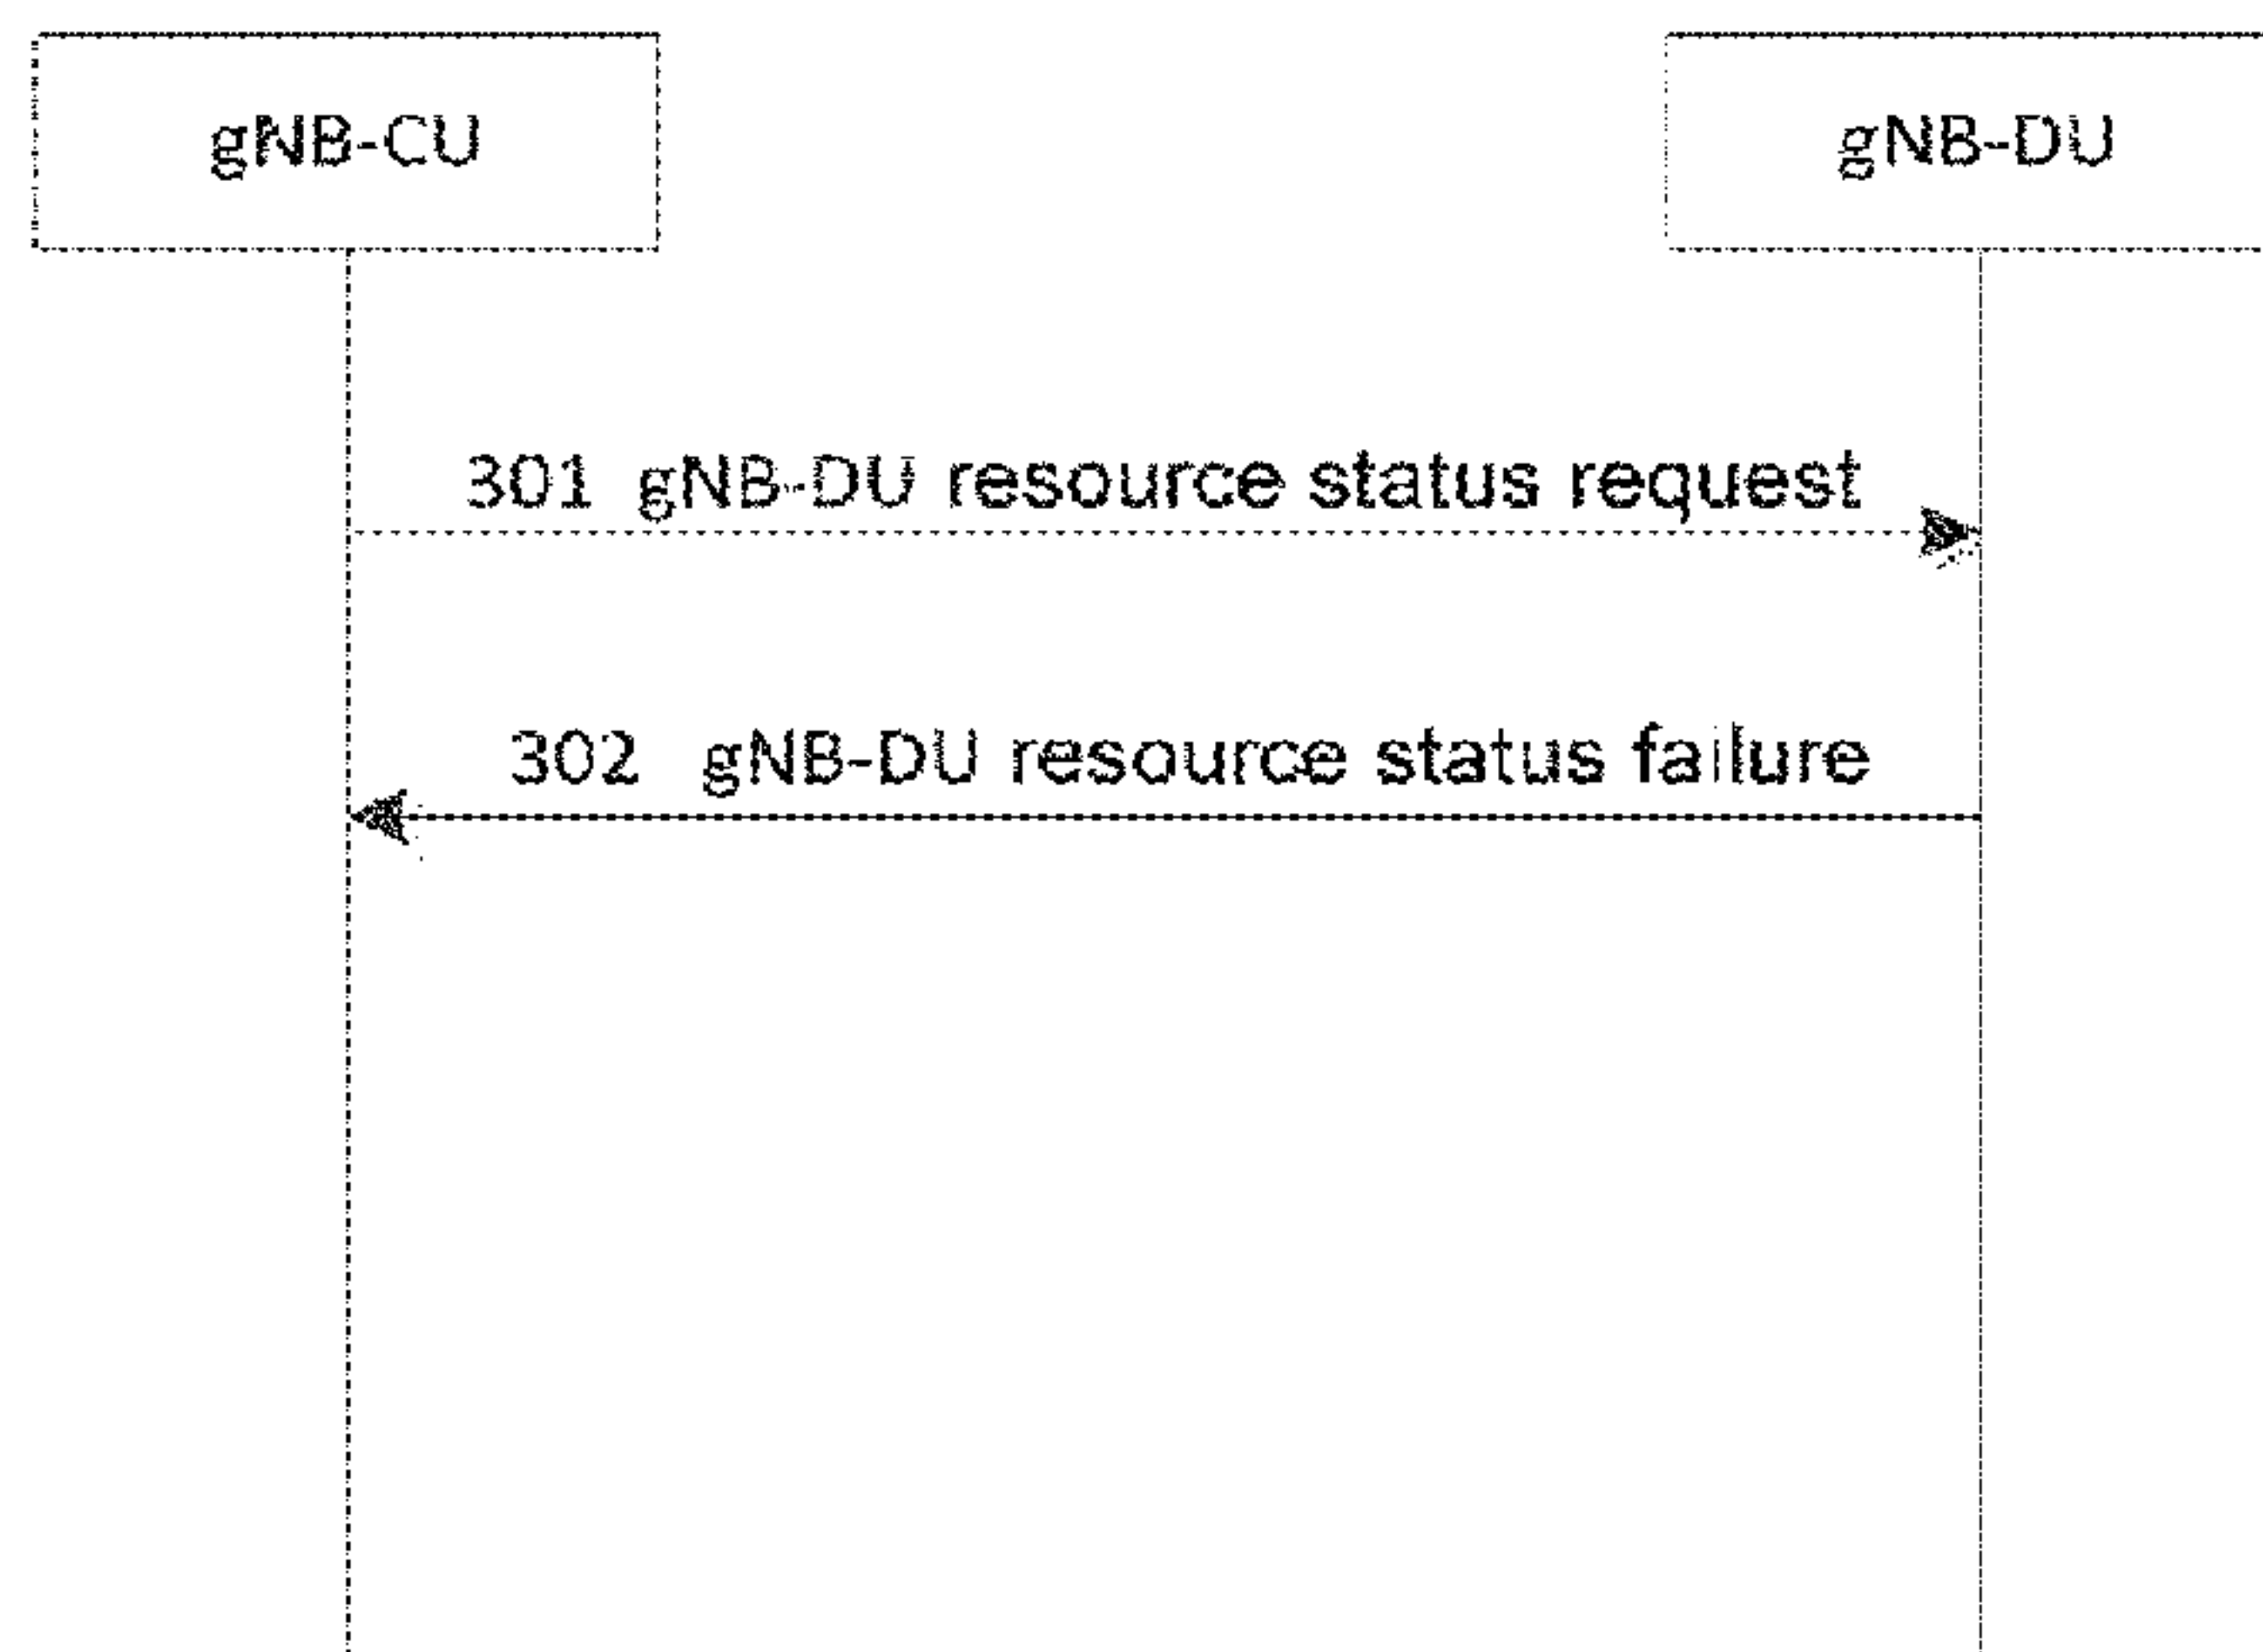 gNB-CU
gNB-DU
301 gNB-DU resource status request
302 gNB-DU resource status failure